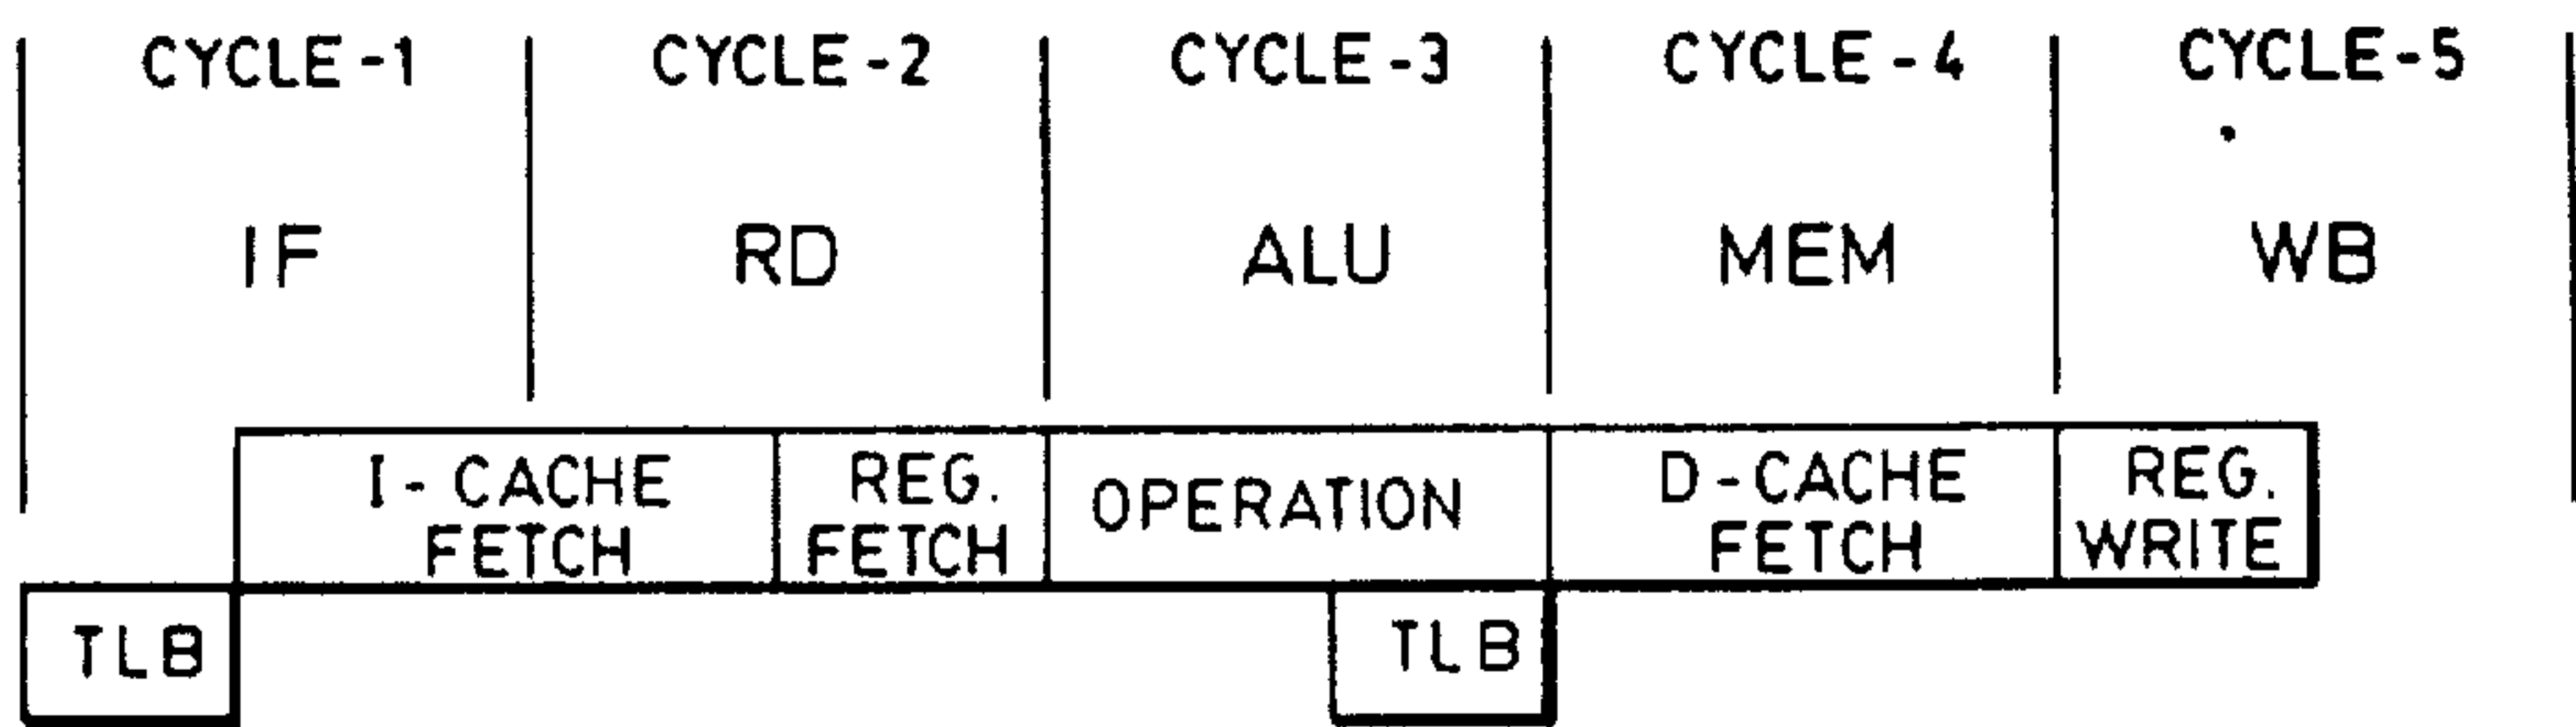 CYCLE-1 CYCLE-2 CYCLE-3 CYCLE-4 CYCLE-5
IF RD ALU MEM WB
I-CACHE REG. OPERATION D-CACHE REG.
FETCH FETCH FETCH WRITE
TLB TLB